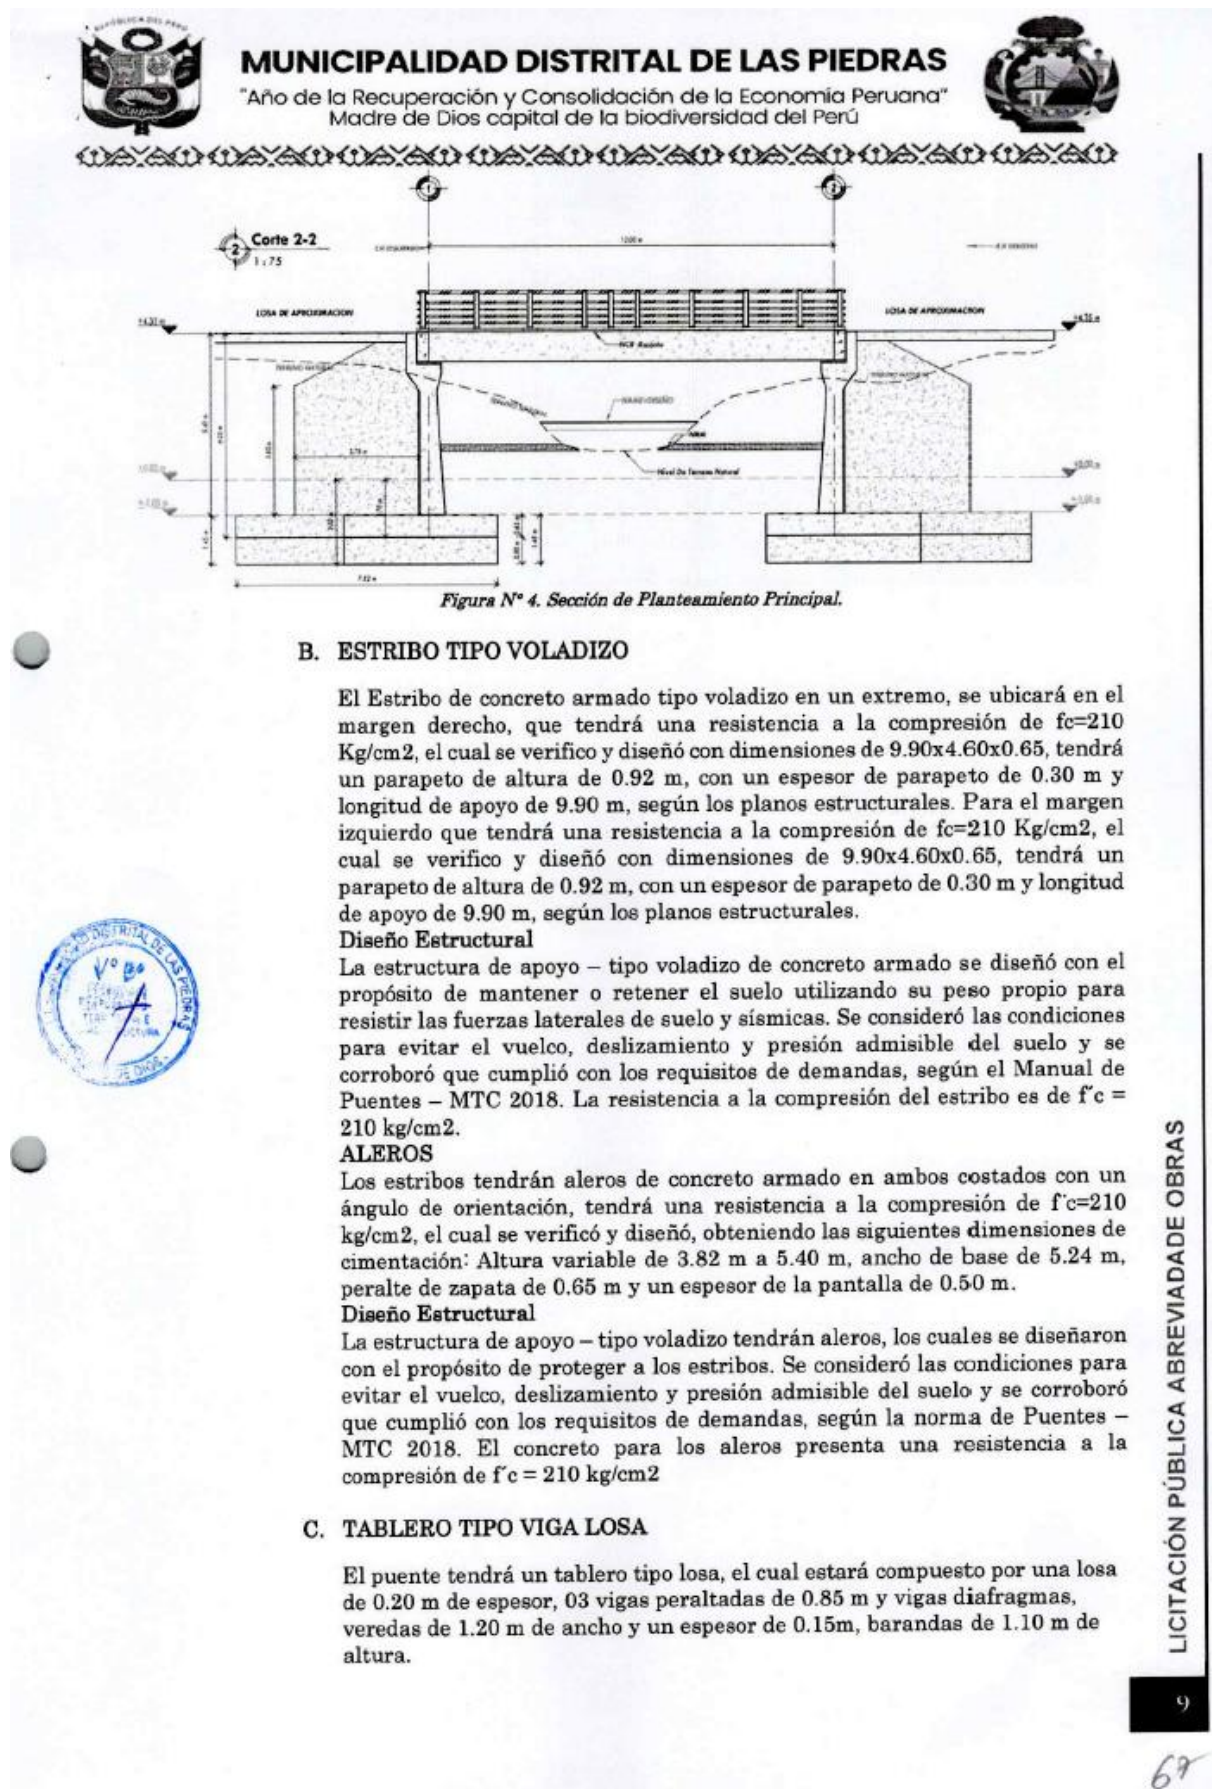 REPÚBLICA DEL PERÚ
MUNICIPALIDAD DISTRITAL DE LAS PIEDRAS
"Año de la Recuperación y Consolidación de la Economía Peruana"
Madre de Dios capital de la biodiversidad del Perú
1
2
2
Corte 2-2
1 : 75
12.00 m
LOSA DE APROXIMACION
LOSA DE APROXIMACION
TERRENO NATURAL
Nivel De Terreno Natural
Figura N° 4. Sección de Planteamiento Principal.
B. ESTRIBO TIPO VOLADIZO
El Estribo de concreto armado tipo voladizo en un extremo, se ubicará en el
margen derecho, que tendrá una resistencia a la compresión de fc=210
Kg/cm2, el cual se verifico y diseñó con dimensiones de 9.90x4.60x0.65, tendrá
un parapeto de altura de 0.92 m, con un espesor de parapeto de 0.30 m y
longitud de apoyo de 9.90 m, según los planos estructurales. Para el margen
izquierdo que tendrá una resistencia a la compresión de fc=210 Kg/cm2, el
cual se verifico y diseñó con dimensiones de 9.90x4.60x0.65, tendrá un
parapeto de altura de 0.92 m, con un espesor de parapeto de 0.30 m y longitud
de apoyo de 9.90 m, según los planos estructurales.
Diseño Estructural
La estructura de apoyo – tipo voladizo de concreto armado se diseñó con el
propósito de mantener o retener el suelo utilizando su peso propio para
resistir las fuerzas laterales de suelo y sísmicas. Se consideró las condiciones
para evitar el vuelco, deslizamiento y presión admisible del suelo y se
corroboró que cumplió con los requisitos de demandas, según el Manual de
Puentes – MTC 2018. La resistencia a la compresión del estribo es de f´c =
210 kg/cm2.
ALEROS
Los estribos tendrán aleros de concreto armado en ambos costados con un
ángulo de orientación, tendrá una resistencia a la compresión de f´c=210
kg/cm2, el cual se verificó y diseñó, obteniendo las siguientes dimensiones de
cimentación: Altura variable de 3.82 m a 5.40 m, ancho de base de 5.24 m,
peralte de zapata de 0.65 m y un espesor de la pantalla de 0.50 m.
Diseño Estructural
La estructura de apoyo – tipo voladizo tendrán aleros, los cuales se diseñaron
con el propósito de proteger a los estribos. Se consideró las condiciones para
evitar el vuelco, deslizamiento y presión admisible del suelo y se corroboró
que cumplió con los requisitos de demandas, según la norma de Puentes –
MTC 2018. El concreto para los aleros presenta una resistencia a la
compresión de f´c = 210 kg/cm2
C. TABLERO TIPO VIGA LOSA
El puente tendrá un tablero tipo losa, el cual estará compuesto por una losa
de 0.20 m de espesor, 03 vigas peraltadas de 0.85 m y vigas diafragmas,
veredas de 1.20 m de ancho y un espesor de 0.15m, barandas de 1.10 m de
altura.
DISTRITAL DE LAS PIEDRAS
V° B°
LICITACIÓN PÚBLICA ABREVIADADE OBRAS
9
67